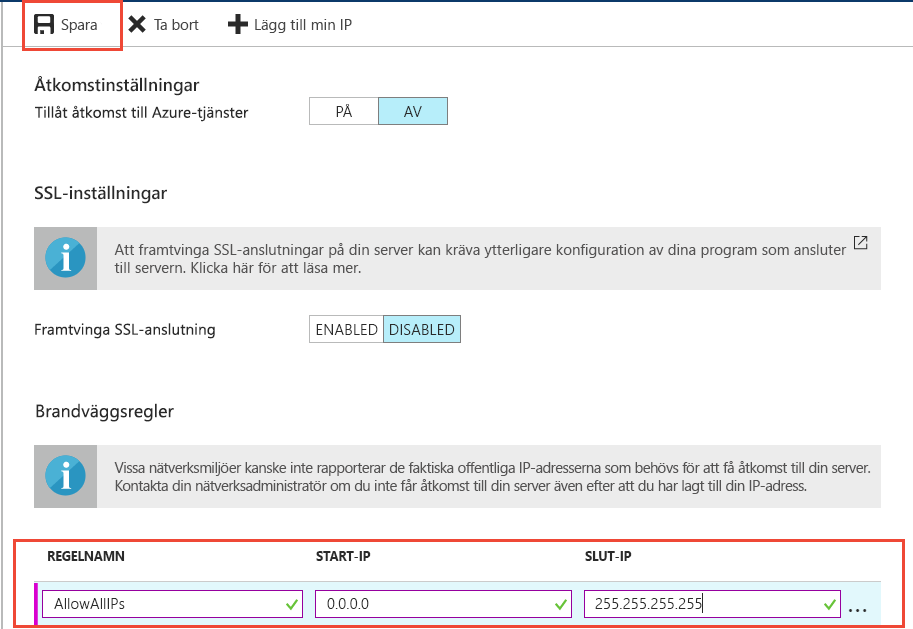 Spara Ta bort Lägg till min IP
Åtkomstinställningar
Tillåt åtkomst till Azure-tjänster PÅ AV
SSL-inställningar
Att framtvinga SSL-anslutningar på din server kan kräva ytterligare konfiguration av dina program som ansluter
till servern. Klicka här för att läsa mer.
Framtvinga SSL-anslutning ENABLED DISABLED
Brandväggsregler
Vissa nätverksmiljöer kanske inte rapporterar de faktiska offentliga IP-adresserna som behövs för att få åtkomst till din server.
Kontakta din nätverksadministratör om du inte får åtkomst till din server även efter att du har lagt till din IP-adress.
REGELNAMN START-IP SLUT-IP
AllowAllIPs 0.0.0.0 255.255.255.255 ...